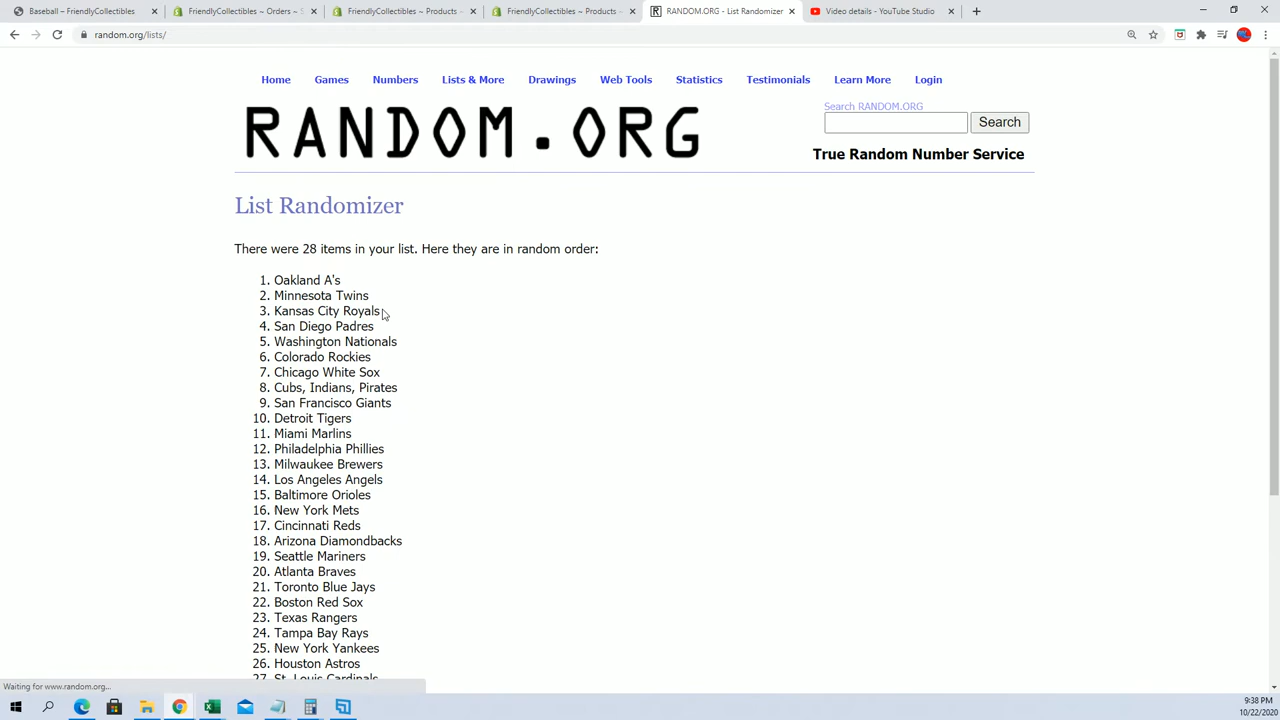 Baseball – FriendlyCollectibles
FriendlyCollectibles ~ Orders ~ S
FriendlyCollectibles ~ Products ~
FriendlyCollectibles ~ Products ~
RANDOM.ORG - List Randomizer
Video details - YouTube Studio
random.org/lists/
Home Games Numbers Lists & More Drawings Web Tools Statistics Testimonials Learn More Login
RANDOM.ORG
Search RANDOM.ORG
Search
True Random Number Service
List Randomizer
There were 28 items in your list. Here they are in random order:
1. Oakland A's
2. Minnesota Twins
3. Kansas City Royals
4. San Diego Padres
5. Washington Nationals
6. Colorado Rockies
7. Chicago White Sox
8. Cubs, Indians, Pirates
9. San Francisco Giants
10. Detroit Tigers
11. Miami Marlins
12. Philadelphia Phillies
13. Milwaukee Brewers
14. Los Angeles Angels
15. Baltimore Orioles
16. New York Mets
17. Cincinnati Reds
18. Arizona Diamondbacks
19. Seattle Mariners
20. Atlanta Braves
21. Toronto Blue Jays
22. Boston Red Sox
23. Texas Rangers
24. Tampa Bay Rays
25. New York Yankees
26. Houston Astros
27. St. Louis Cardinals
Waiting for www.random.org...
9:38 PM
10/22/2020